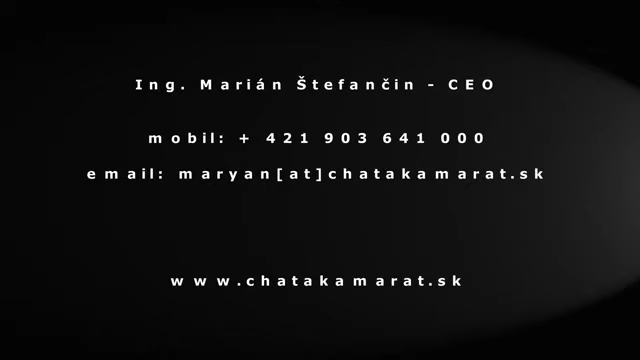 Ing. Marián Štefančin - CEO
mobil: + 421 903 641 000
email: maryan[at]chatakamarat.sk
www.chatakamarat.sk